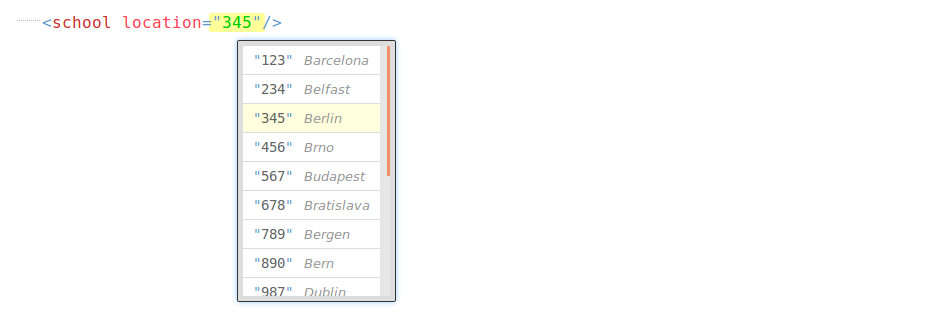 <school location="345"/>
"123" Barcelona
"234" Belfast
"345" Berlin
"456" Brno
"567" Budapest
"678" Bratislava
"789" Bergen
"890" Bern
"987" Dublin